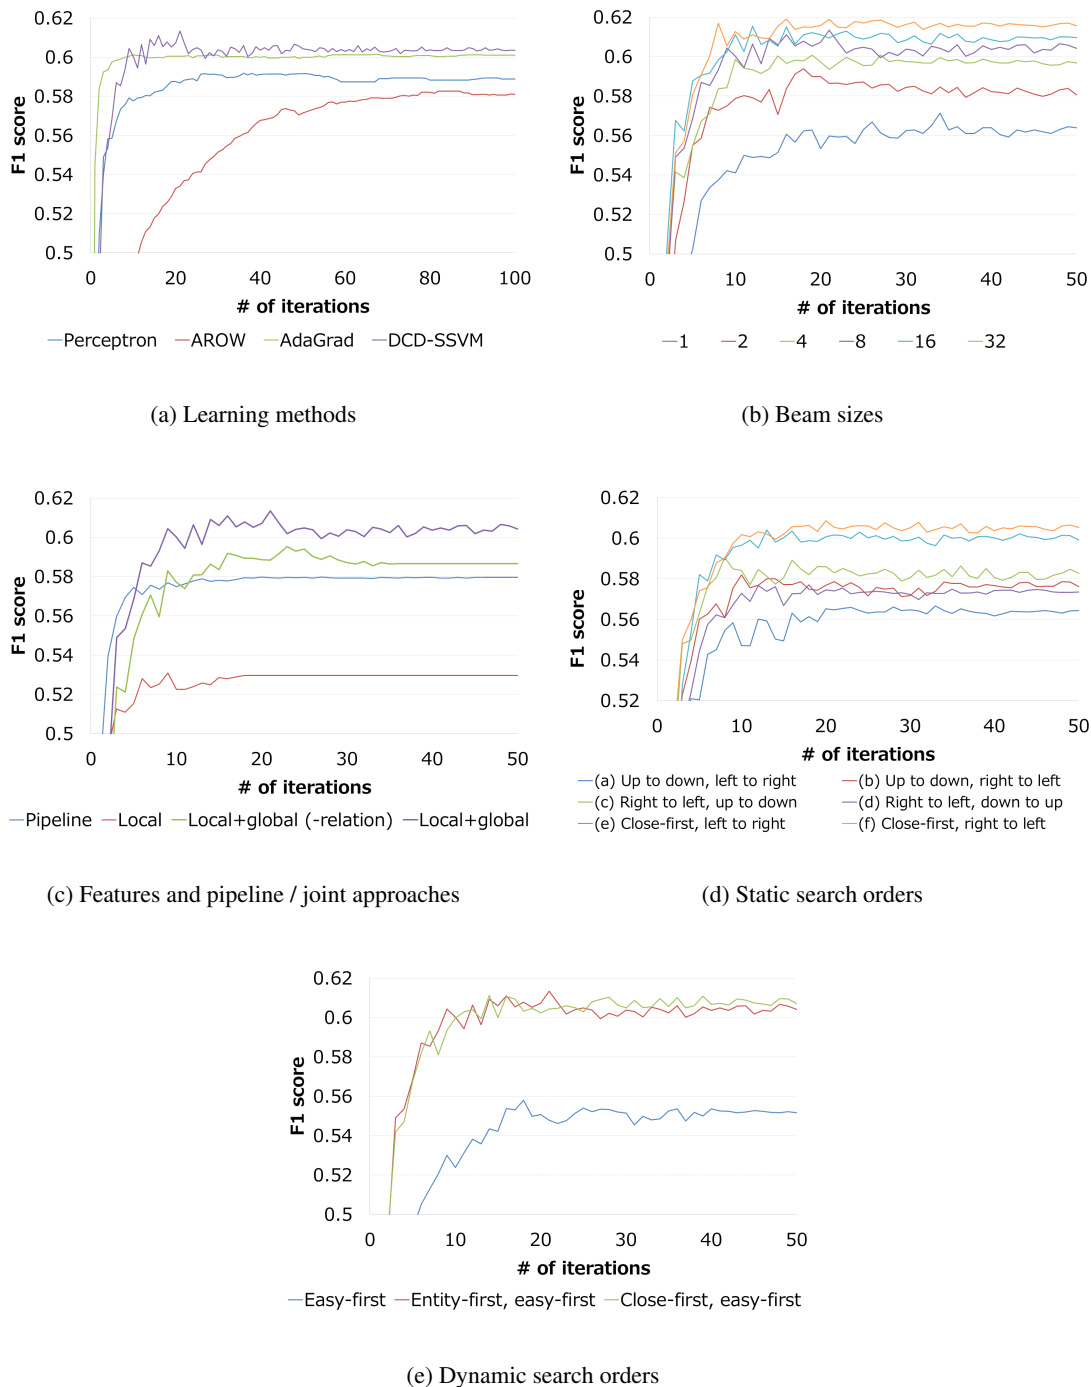 0.62
0.6
0.58
0.56
0.54
0.52
0.5
F1 score
0 20 40 60 80 100
# of iterations
Perceptron AROW AdaGrad DCD-SSVM
(a) Learning methods
0.62
0.6
0.58
0.56
0.54
0.52
0.5
F1 score
0 10 20 30 40 50
# of iterations
1 2 4 8 16 32
(b) Beam sizes
0.62
0.6
0.58
0.56
0.54
0.52
0.5
F1 score
0 10 20 30 40 50
# of iterations
Pipeline Local Local+global (-relation) Local+global
(c) Features and pipeline / joint approaches
0.62
0.6
0.58
0.56
0.54
0.52
F1 score
0 10 20 30 40 50
# of iterations
(a) Up to down, left to right (b) Up to down, right to left
(c) Right to left, up to down (d) Right to left, down to up
(e) Close-first, left to right (f) Close-first, right to left
(d) Static search orders
0.62
0.6
0.58
0.56
0.54
0.52
0.5
F1 score
0 10 20 30 40 50
# of iterations
Easy-first Entity-first, easy-first Close-first, easy-first
(e) Dynamic search orders